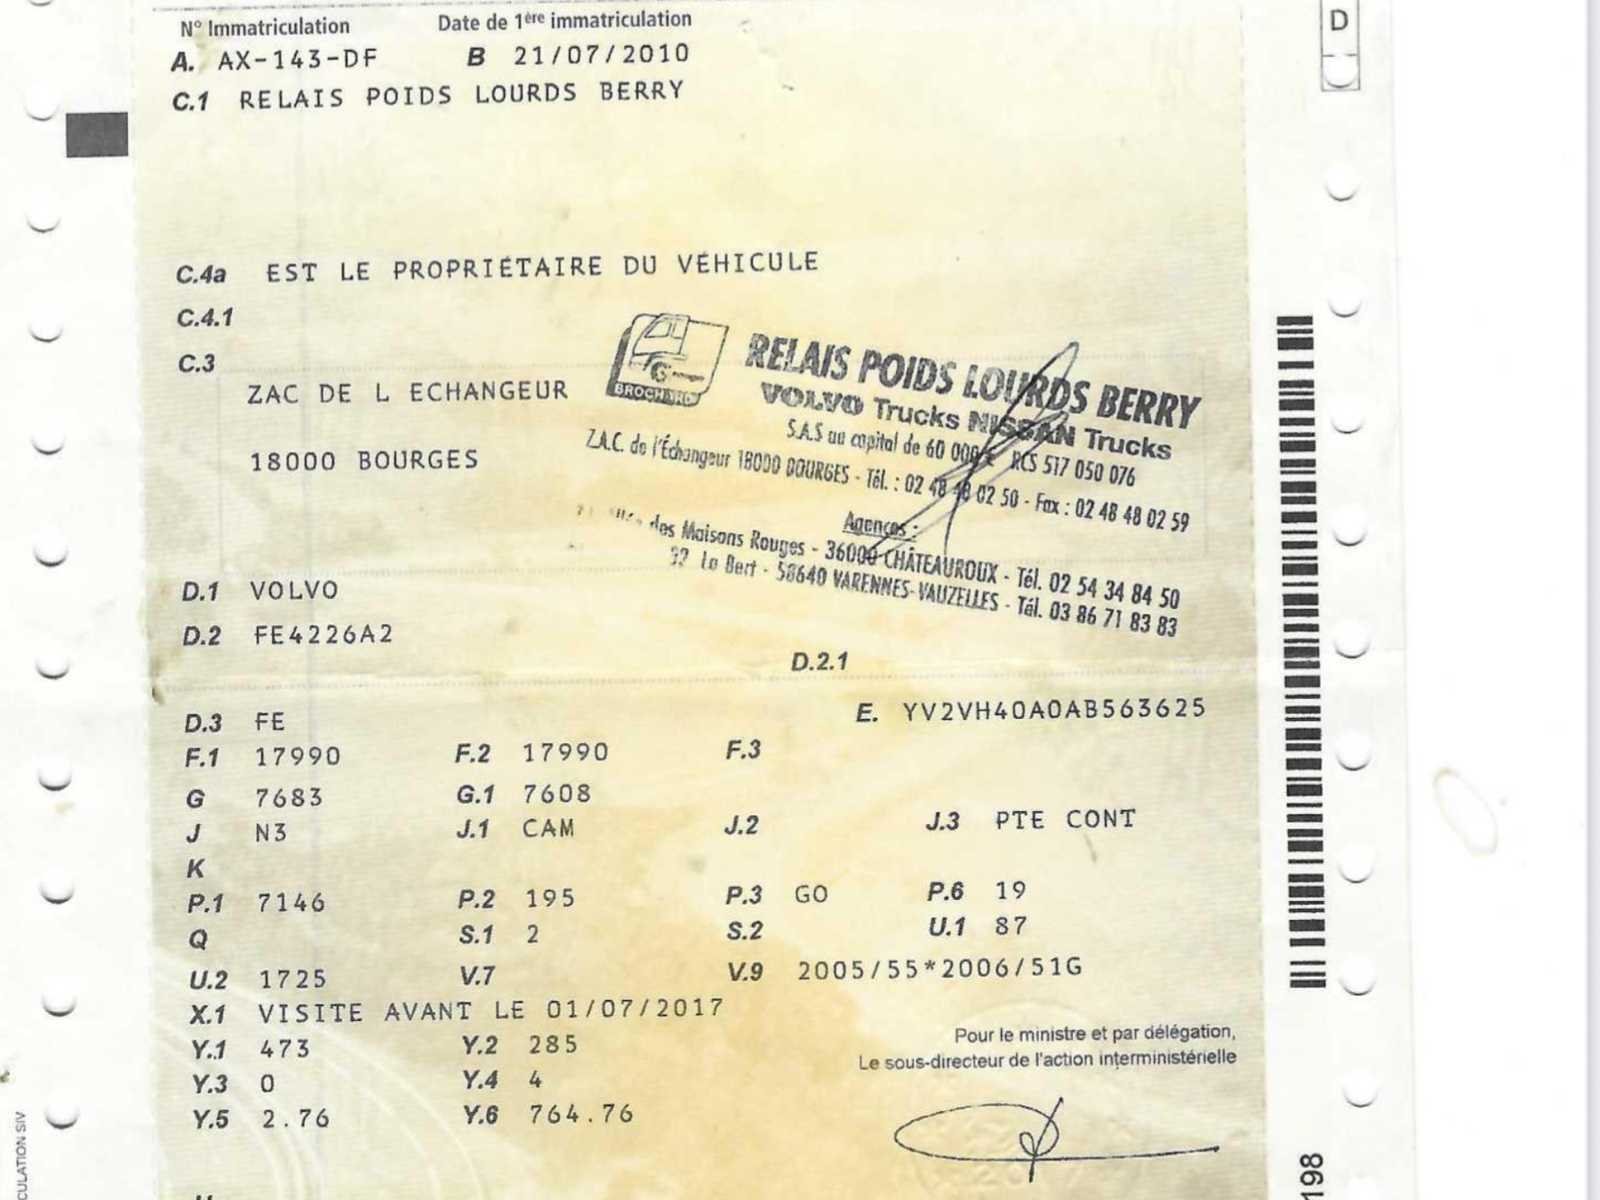 N° Immatriculation Date de 1ère immatriculation
A. AX-143-DF B 21/07/2010
C.1 RELAIS POIDS LOURDS BERRY
D
C.4a EST LE PROPRIÉTAIRE DU VÉHICULE
C.4.1
C.3
ZAC DE L ECHANGEUR
18000 BOURGES
BROCHARD
RELAIS POIDS LOURDS BERRY
VOLVO Trucks NISSAN Trucks
S.A.S au capital de 60 000 € RCS 517 050 076
Z.A.C. de l'Échangeur 18000 BOURGES - Tél. : 02 48 48 02 50 - Fax : 02 48 48 02 59
Agences :
des Maisons Rouges - 36000 CHÂTEAUROUX - Tél. 02 54 34 84 50
Le Bert - 58640 VARENNES-VAUZELLES - Tél. 03 86 71 83 83
D.1 VOLVO
D.2 FE4226A2
D.2.1
D.3 FE E. YV2VH40A0AB563625
F.1 17990 F.2 17990 F.3
G 7683 G.1 7608
J N3 J.1 CAM J.2 J.3 PTE CONT
K
P.1 7146 P.2 195 P.3 GO P.6 19
Q S.1 2 S.2 U.1 87
U.2 1725 V.7 V.9 2005/55*2006/51G
X.1 VISITE AVANT LE 01/07/2017
Y.1 473 Y.2 285
Y.3 0 Y.4 4
Y.5 2.76 Y.6 764.76
Pour le ministre et par délégation,
Le sous-directeur de l'action interministérielle
CULATION SIV
198